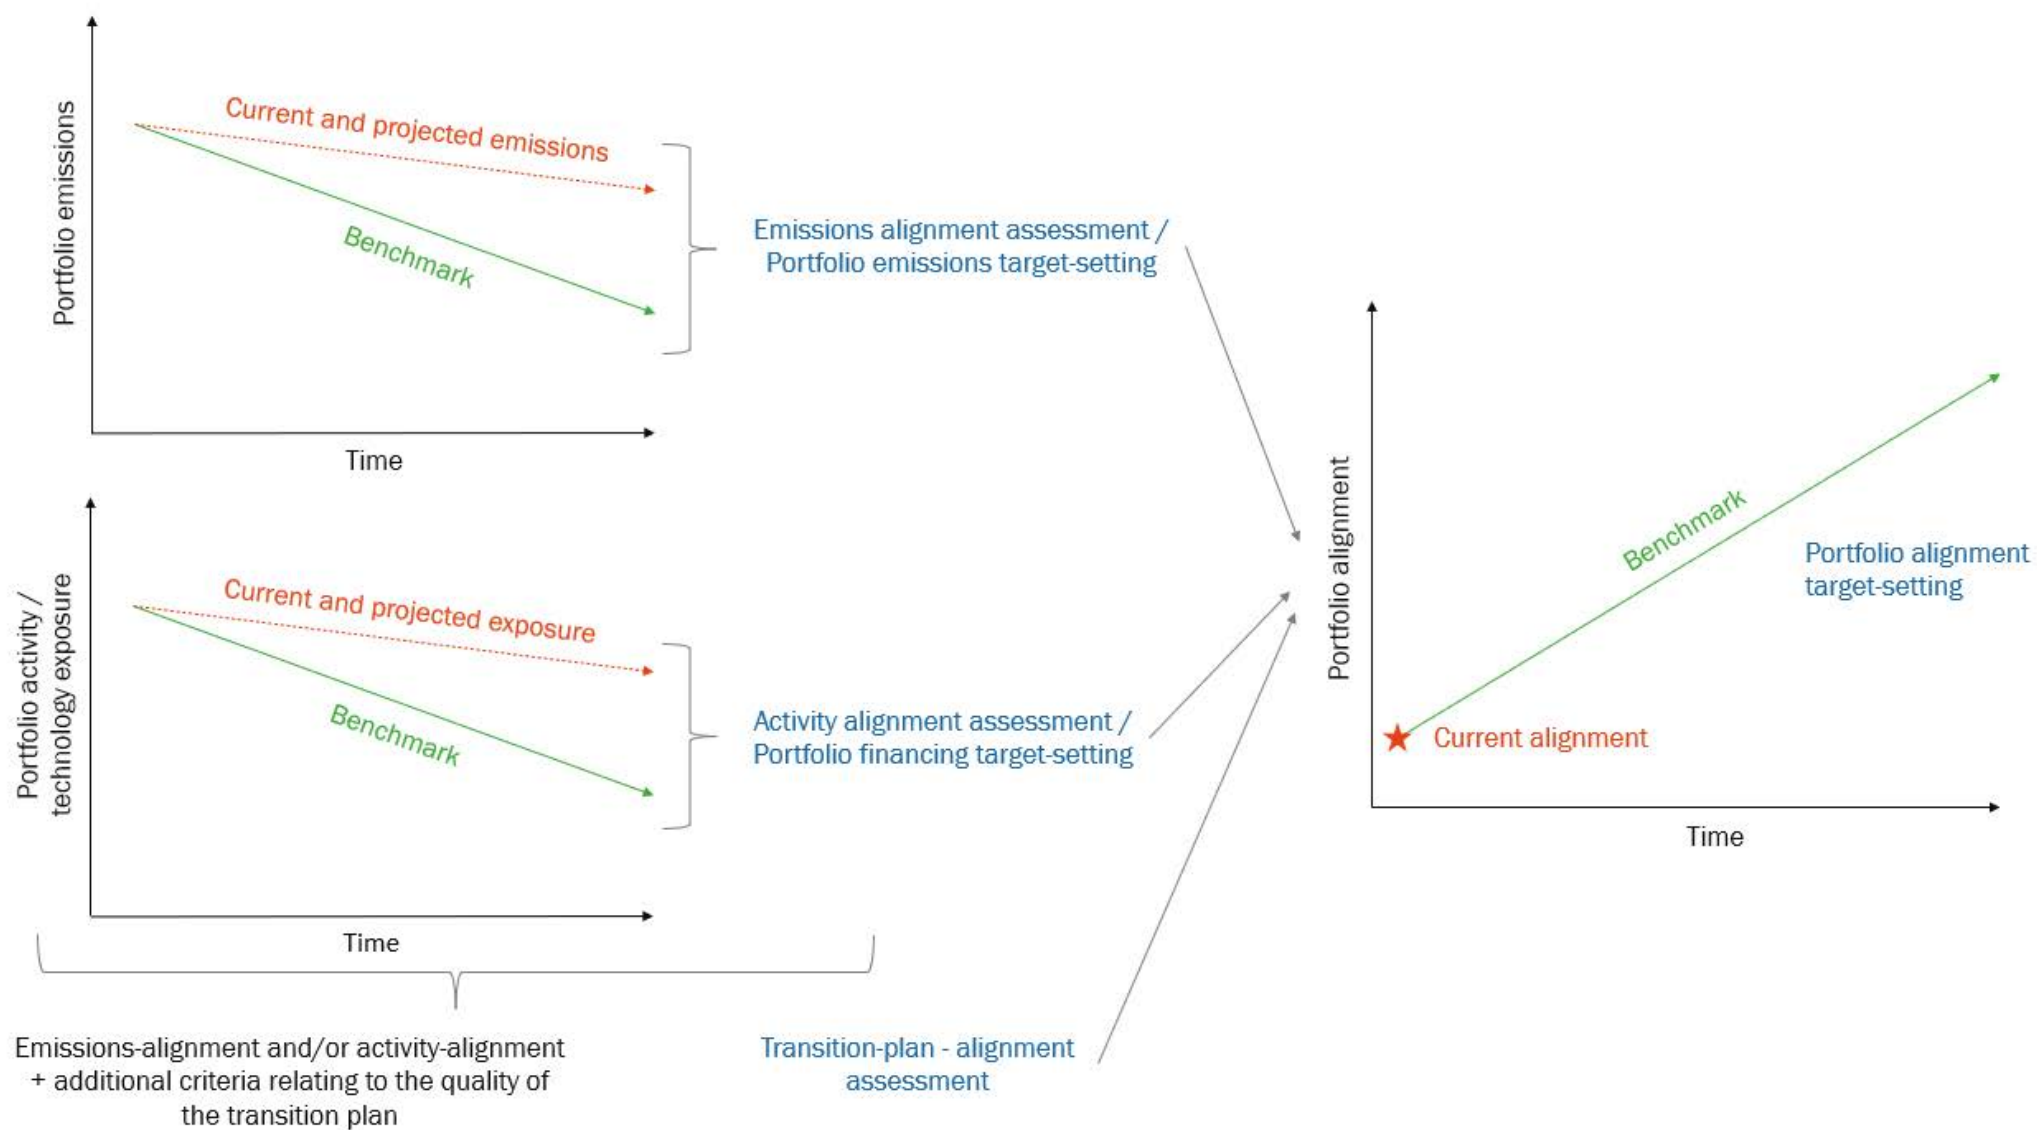 Portfolio emissions
Current and projected emissions
Benchmark
Time
Emissions alignment assessment /
Portfolio emissions target-setting
Portfolio activity /
technology exposure
Current and projected exposure
Benchmark
Time
Activity alignment assessment /
Portfolio financing target-setting
Emissions-alignment and/or activity-alignment
+ additional criteria relating to the quality of
the transition plan
Transition-plan - alignment
assessment
Portfolio alignment
Benchmark
Portfolio alignment
target-setting
Current alignment
Time